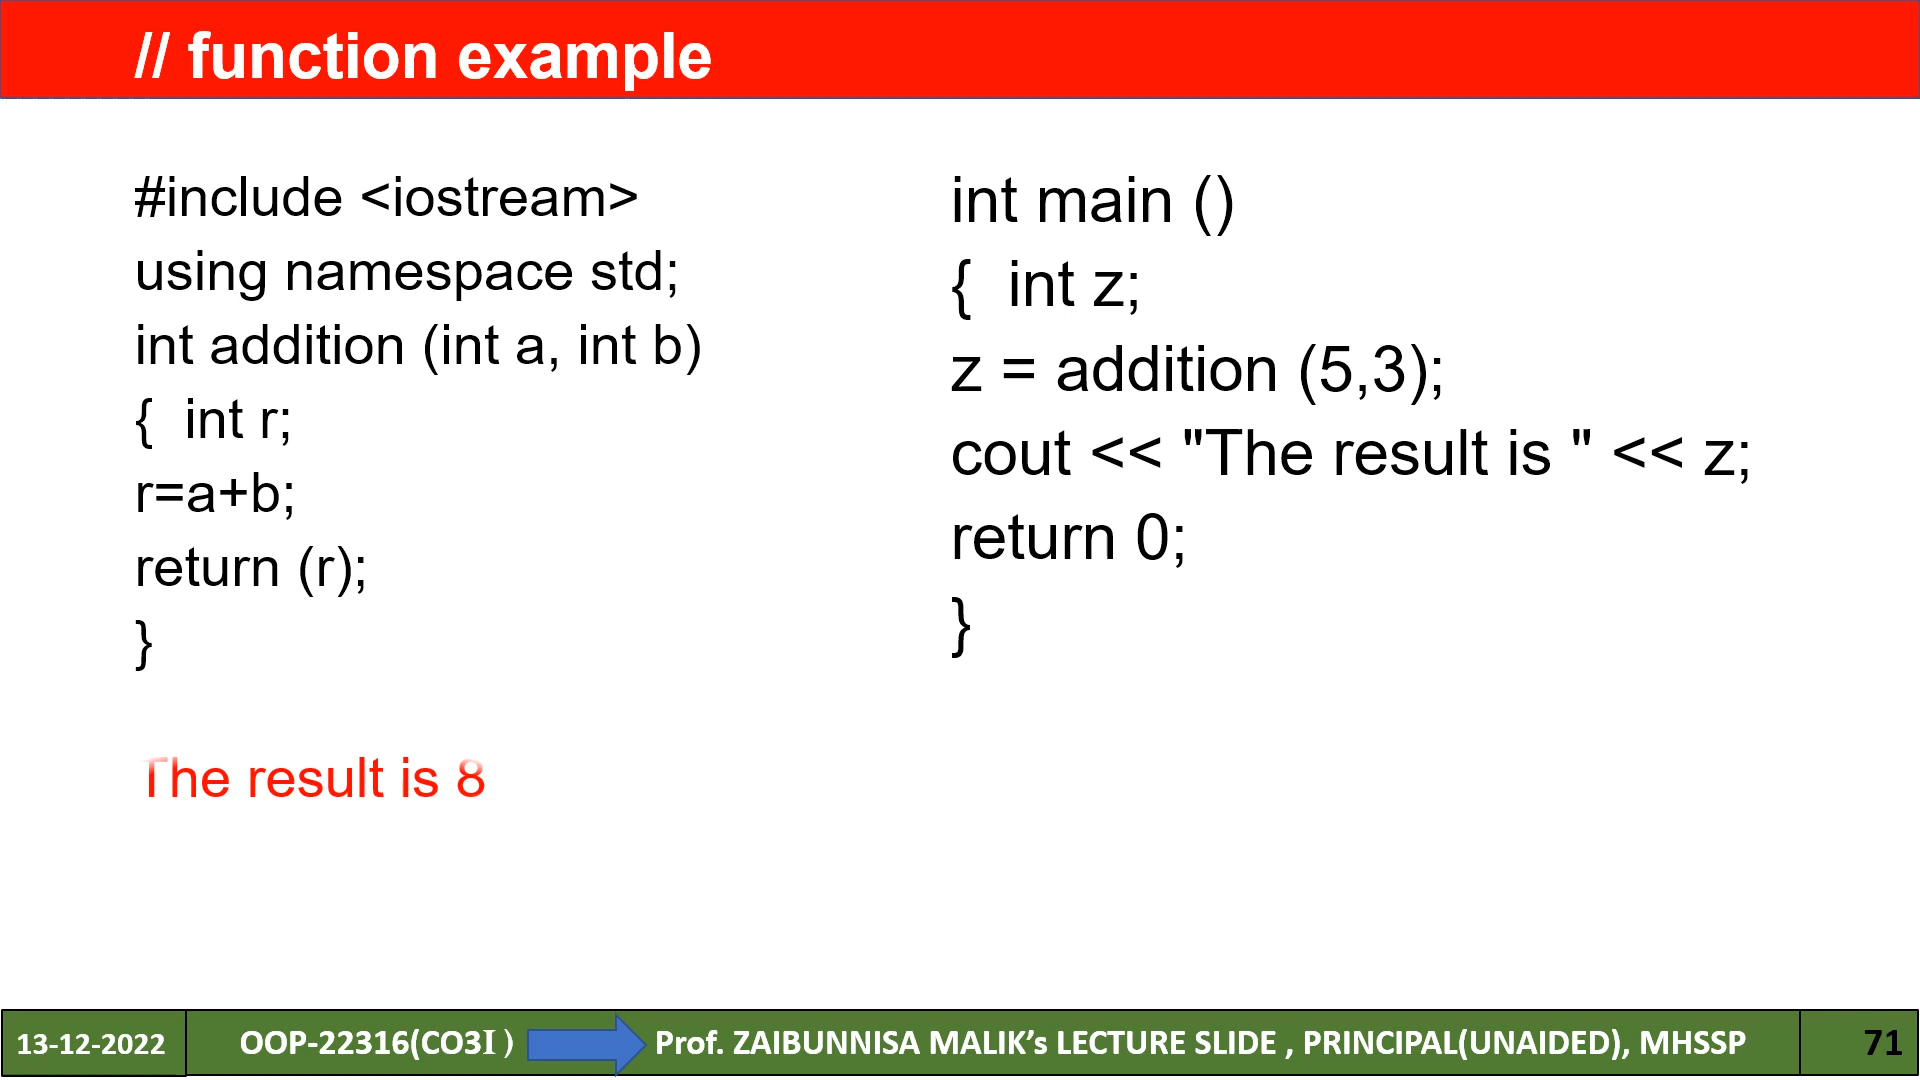 // function example
#include <iostream>
using namespace std;
int addition (int a, int b)
{  int r;
r=a+b;
return (r);
}
The result is 8
int main ()
{  int z;
z = addition (5,3);
cout << "The result is " << z;
return 0;
}
13-12-2022
OOP-22316(CO3I )
Prof. ZAIBUNNISA MALIK’s LECTURE SLIDE , PRINCIPAL(UNAIDED), MHSSP
71